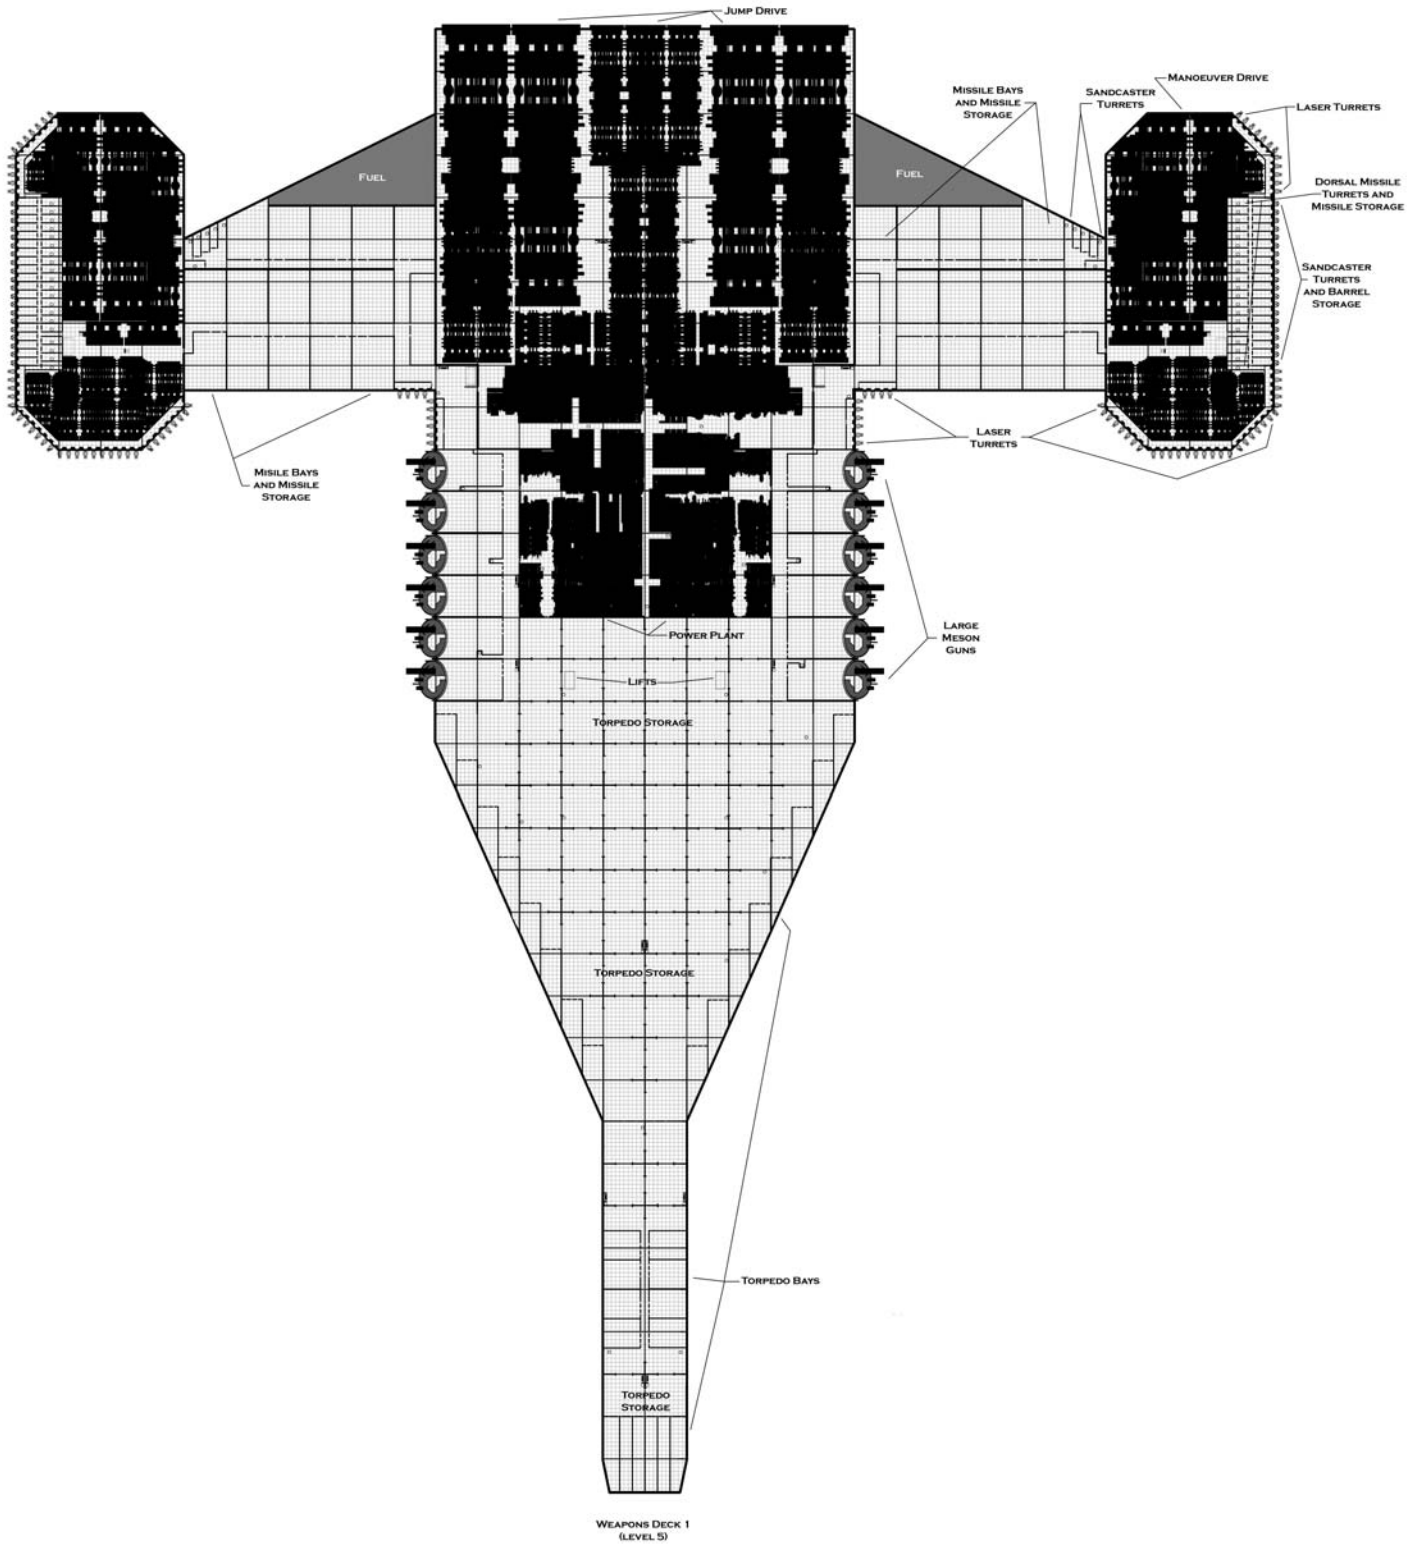 Jump Drive
Manoeuver Drive
Missile Bays
and Missile
Storage
Sandcaster
Turrets
Laser Turrets
Fuel
Fuel
Dorsal Missile
Turrets and
Missile Storage
Sandcaster
Turrets
and Barrel
Storage
Laser
Turrets
Misile Bays
and Missile
Storage
Large
Meson
Guns
Power Plant
Lifts
Torpedo Storage
Torpedo Storage
Torpedo Bays
Torpedo
Storage
Weapons Deck 1
(level 5)